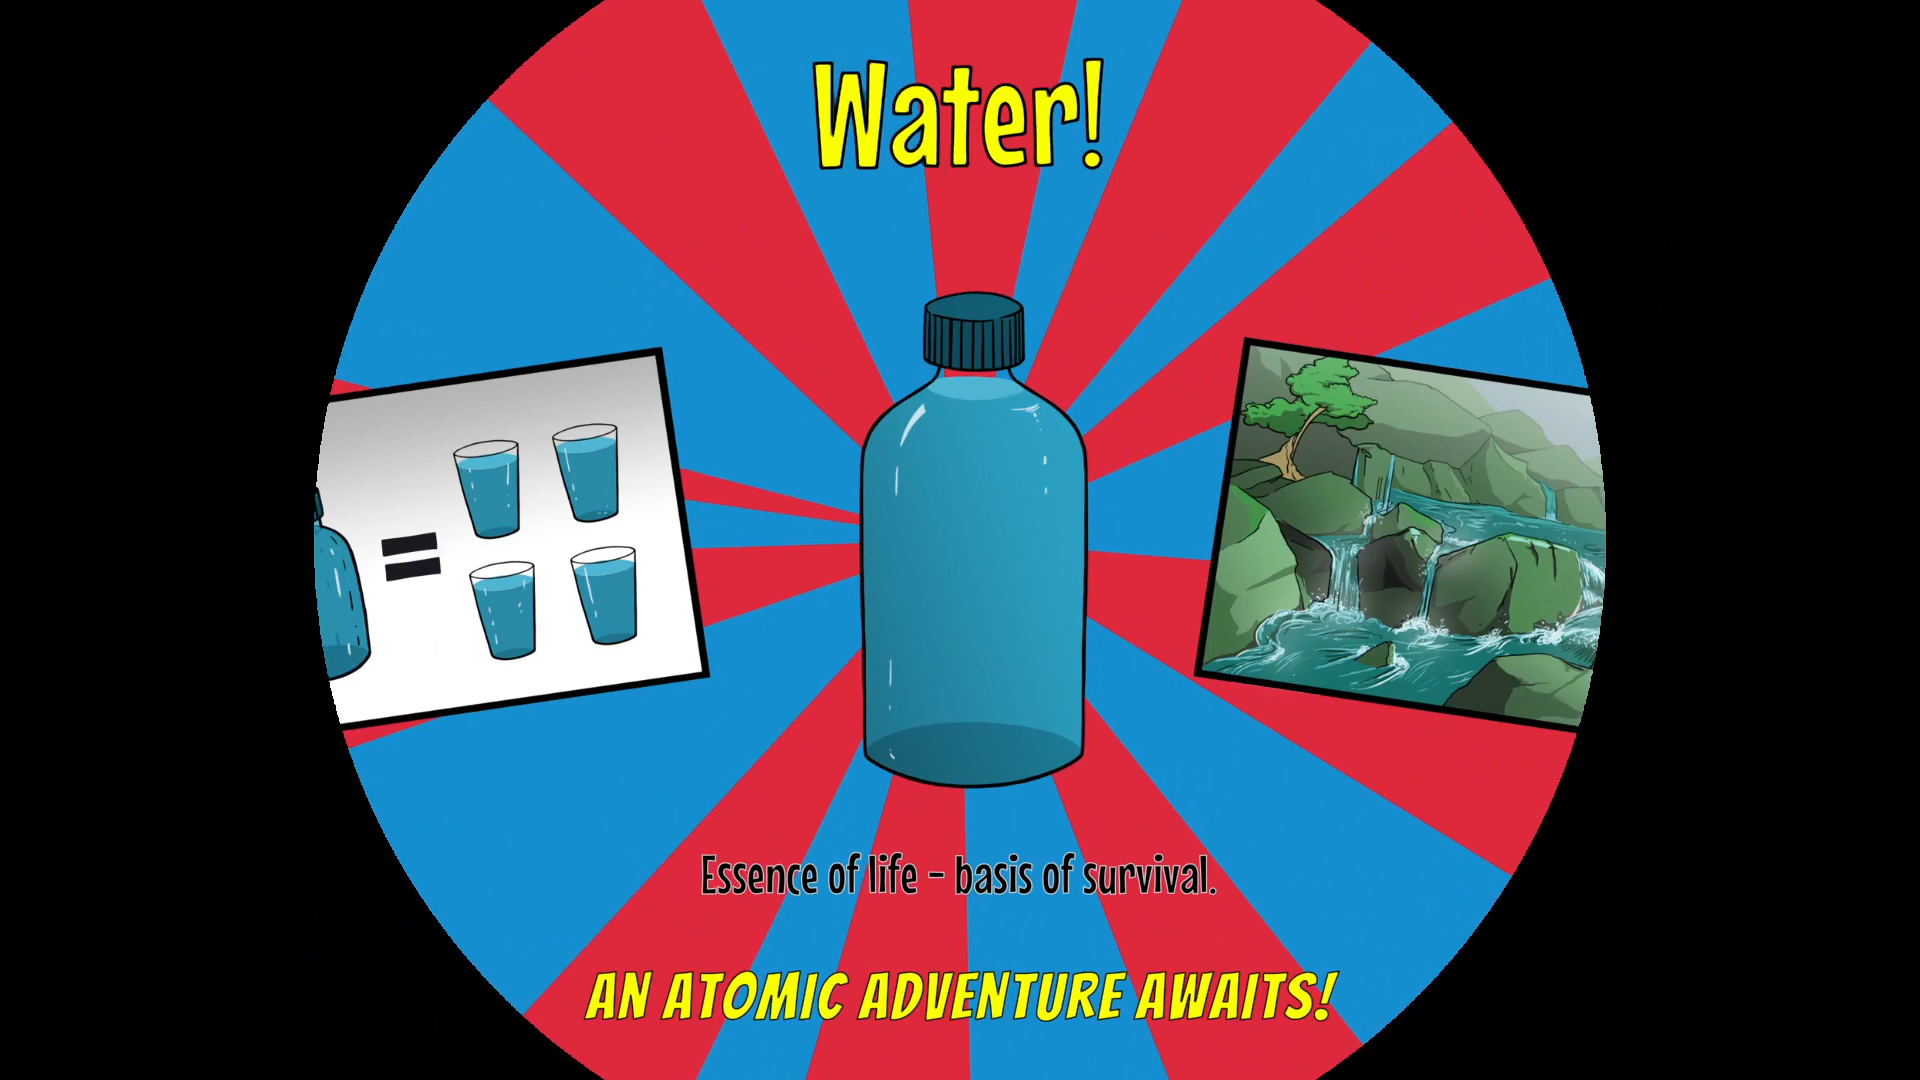 Water!
Essence of life - basis of survival.
AN ATOMIC ADVENTURE AWAITS!